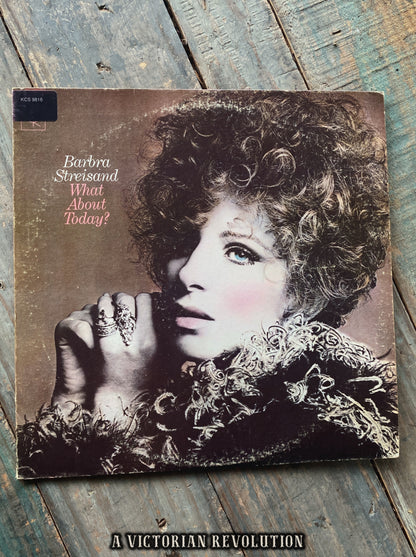 KCS 9816
Barbra
Streisand
What
About
Today?
A VICTORIAN REVOLUTION